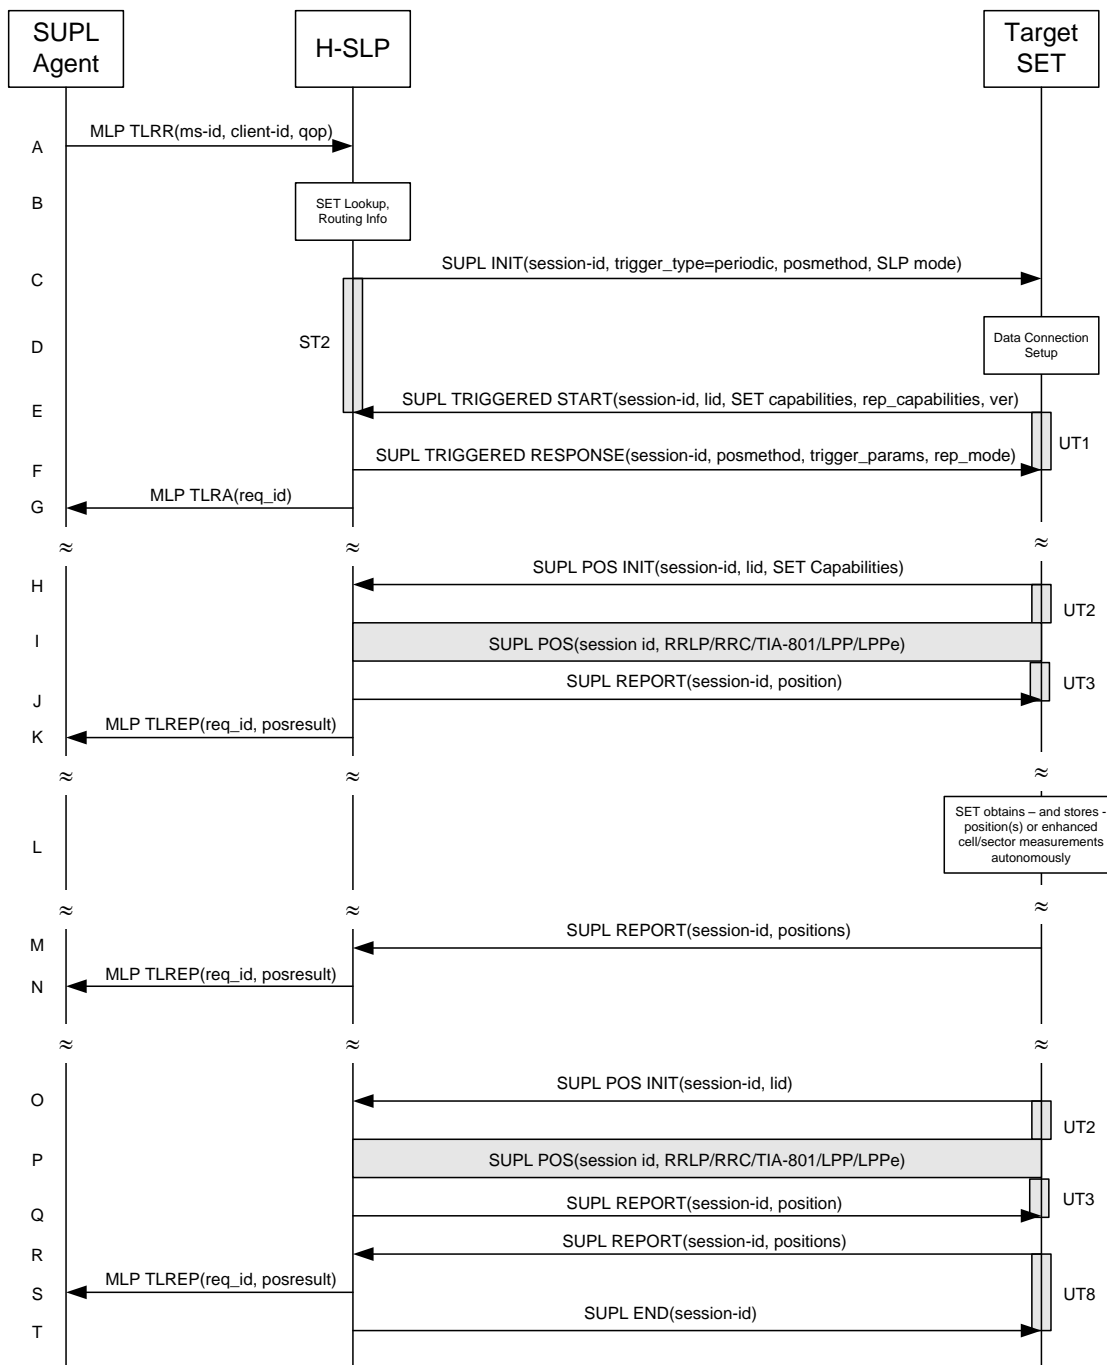 SUPL
Agent
H-SLP
Target
SET
A
MLP TLRR(ms-id, client-id, qop)
B
SET Lookup,
Routing Info
C
SUPL INIT(session-id, trigger_type=periodic, posmethod, SLP mode)
D
ST2
Data Connection
Setup
E
SUPL TRIGGERED START(session-id, lid, SET capabilities, rep_capabilities, ver)
UT1
F
SUPL TRIGGERED RESPONSE(session-id, posmethod, trigger_params, rep_mode)
G
MLP TLRA(req_id)
≈ ≈ ≈
H
SUPL POS INIT(session-id, lid, SET Capabilities)
UT2
I
SUPL POS(session id, RRLP/RRC/TIA-801/LPP/LPPe)
J
SUPL REPORT(session-id, position)
UT3
K
MLP TLREP(req_id, posresult)
≈ ≈ ≈
L
SET obtains – and stores -
position(s) or enhanced
cell/sector measurements
autonomously
≈ ≈ ≈
M
SUPL REPORT(session-id, positions)
N
MLP TLREP(req_id, posresult)
≈ ≈ ≈
O
SUPL POS INIT(session-id, lid)
UT2
P
SUPL POS(session id, RRLP/RRC/TIA-801/LPP/LPPe)
Q
SUPL REPORT(session-id, position)
UT3
R
SUPL REPORT(session-id, positions)
S
MLP TLREP(req_id, posresult)
UT8
T
SUPL END(session-id)